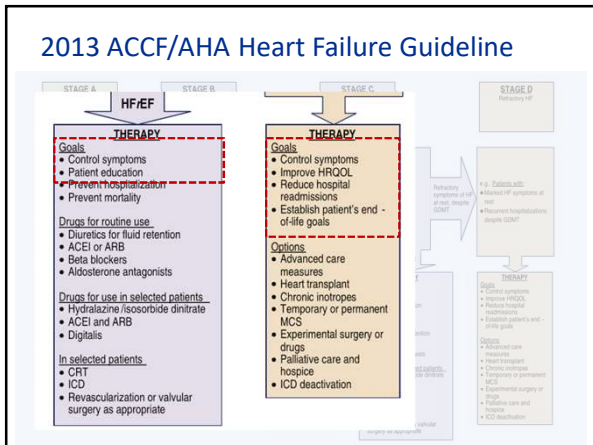 2013 ACCF/AHA Heart Failure Guideline
STAGE A
STAGE B
STAGE C
STAGE D
Refractory HF
HFrEF
THERAPY
Goals
• Control symptoms
• Patient education
• Prevent hospitalization
• Prevent mortality
Drugs for routine use
• Diuretics for fluid retention
• ACEI or ARB
• Beta blockers
• Aldosterone antagonists
Drugs for use in selected patients
• Hydralazine /isosorbide dinitrate
• ACEI and ARB
• Digitalis
In selected patients
• CRT
• ICD
• Revascularization or valvular
surgery as appropriate
THERAPY
Goals
• Control symptoms
• Improve HRQOL
• Reduce hospital
readmissions
• Establish patient's end -
of-life goals
Options
• Advanced care
measures
• Heart transplant
• Chronic inotropes
• Temporary or permanent
MCS
• Experimental surgery or
drugs
• Palliative care and
hospice
• ICD deactivation
Refractory
symptoms of HF
at rest, despite
GDMT
e.g., Patients with:
• Marked HF symptoms at
rest
• Recurrent hospitalizations
despite GDMT
THERAPY
Goals
• Control symptoms
• Improve HRQOL
• Reduce hospital
readmissions
• Establish patient's end -
of-life goals
Options
• Advanced care
measures
• Heart transplant
• Chronic inotropes
• Temporary or permanent
MCS
• Experimental surgery or
drugs
• Palliative care and
hospice
• ICD deactivation
valvular
surgery as appropriate